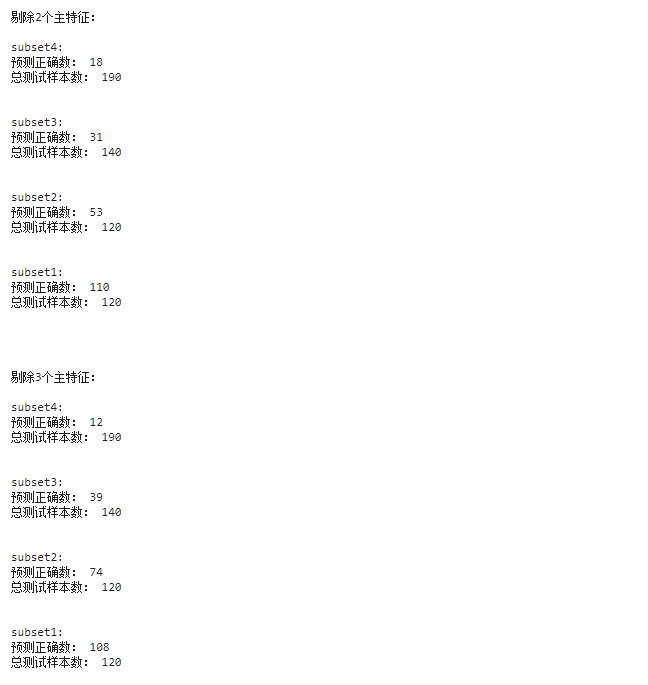 剔除2个主特征：
subset4:
预测正确数： 18
总测试样本数： 190
subset3:
预测正确数： 31
总测试样本数： 140
subset2:
预测正确数： 53
总测试样本数： 120
subset1:
预测正确数： 110
总测试样本数： 120
剔除3个主特征：
subset4:
预测正确数： 12
总测试样本数： 190
subset3:
预测正确数： 39
总测试样本数： 140
subset2:
预测正确数： 74
总测试样本数： 120
subset1:
预测正确数： 108
总测试样本数： 120